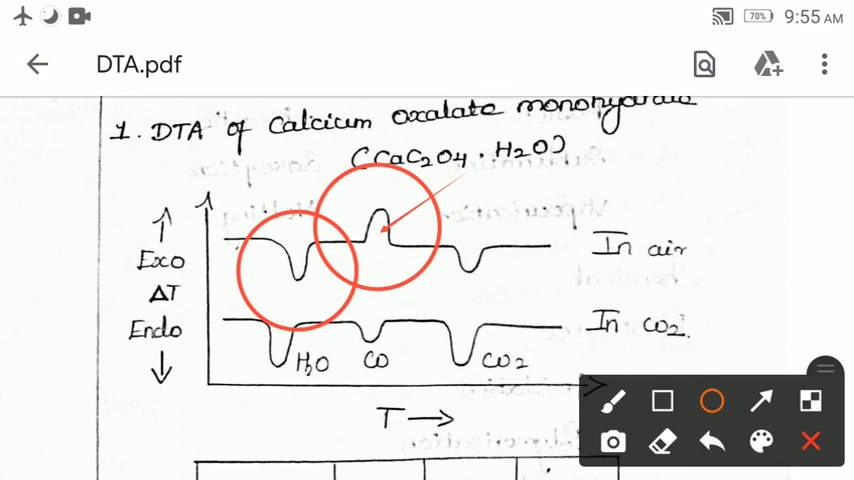 70% 9:55 AM
DTA.pdf
1. DTA of Calcium oxalate monohydrate
(CaC2O4 . H2O)
Exo
ΔT
Endo
In air
In CO2.
H2O CO CO2
T →